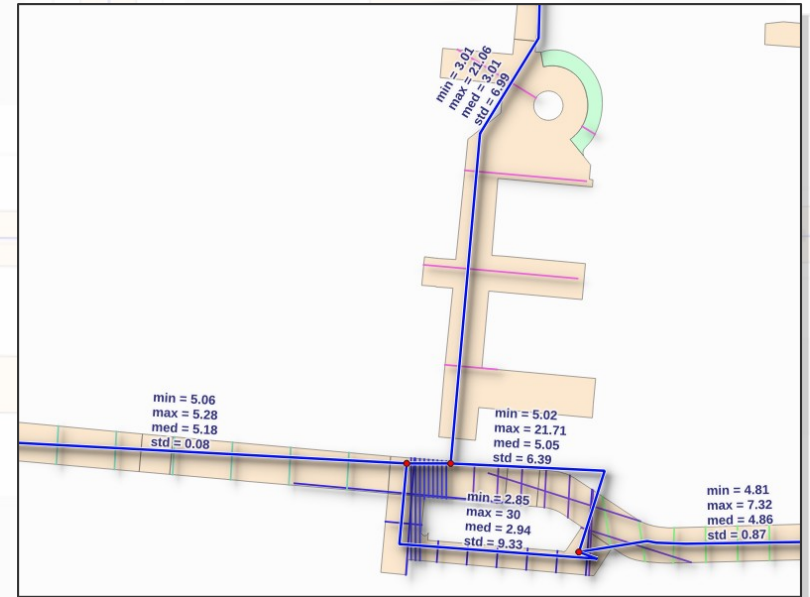 min = 3.01
max = 21.06
med = 3.01
std = 6.99
min = 5.06
max = 5.28
med = 5.18
std = 0.08
min = 5.02
max = 21.71
med = 5.05
std = 6.39
min = 2.85
max = 30
med = 2.94
std = 9.33
min = 4.81
max = 7.32
med = 4.86
std = 0.87